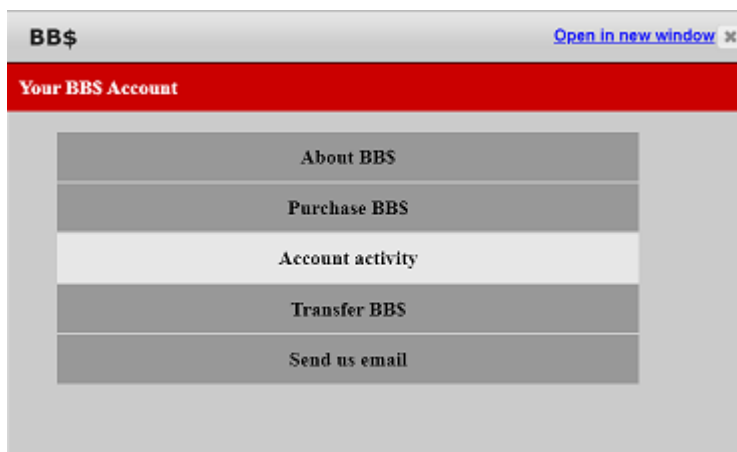 BB$
Open in new window
Your BB$ Account
About BB$
Purchase BB$
Account activity
Transfer BB$
Send us email